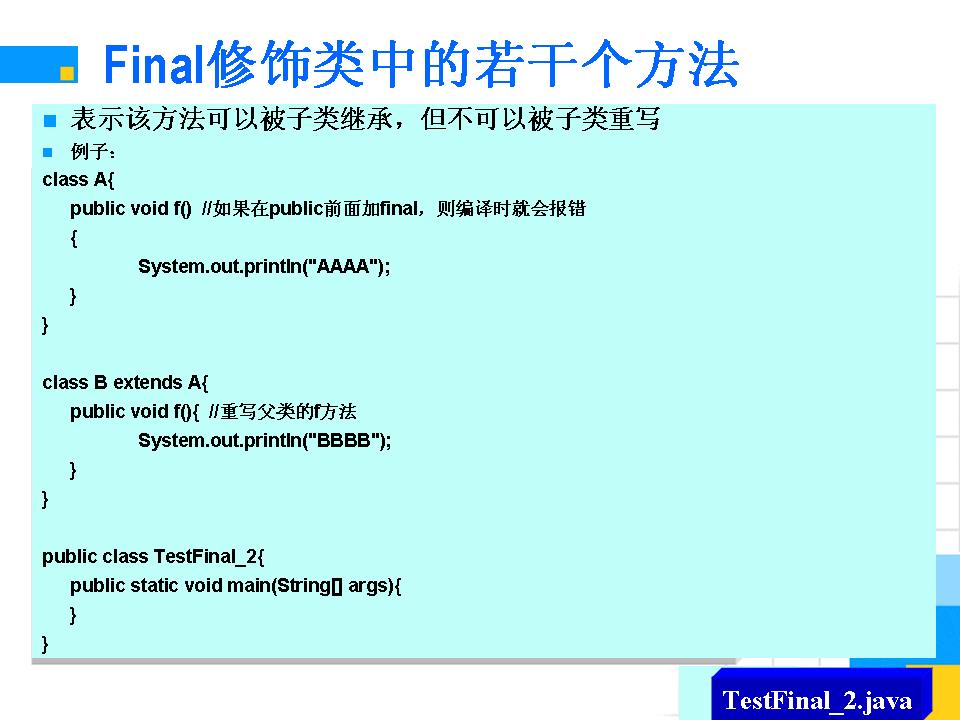 Final修饰类中的若干个方法
表示该方法可以被子类继承，但不可以被子类重写
例子：
class A{
public void f() //如果在public前面加final，则编译时就会报错
{
System.out.println("AAAA");
}
}
class B extends A{
public void f(){ //重写父类的f方法
System.out.println("BBBB");
}
}
public class TestFinal_2{
public static void main(String[] args){
}
}
TestFinal_2.java